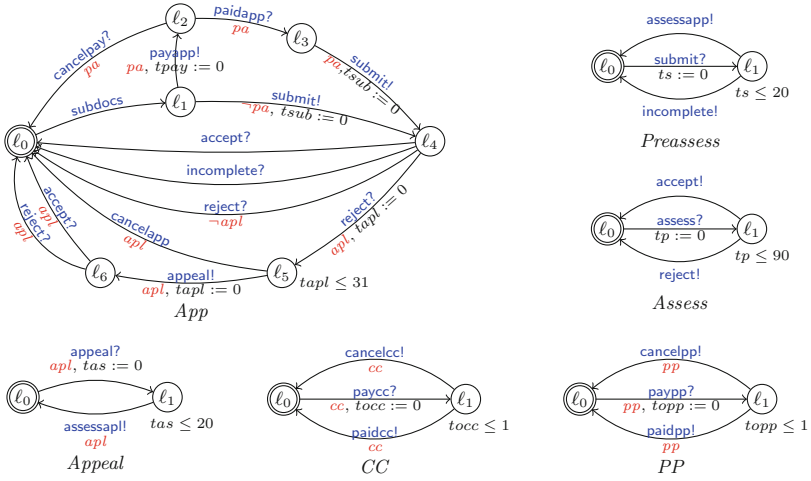 ℓ2
paidapp?
pa
ℓ3
cancelpay?
pa
payapp!
pa, tpay := 0
submit!
pa, tsub := 0
subdocs
ℓ1
submit!
¬pa, tsub := 0
ℓ0
accept?
ℓ4
incomplete?
reject?
¬apl
reject?
apl, tapl := 0
cancelapp
apl
accept?
apl
reject?
apl
ℓ6
appeal!
apl, tapl := 0
ℓ5
tapl ≤ 31
App
assessapp!
ℓ0
submit?
ts := 0
ℓ1
ts ≤ 20
incomplete!
Preassess
accept!
ℓ0
assess?
tp := 0
ℓ1
tp ≤ 90
reject!
Assess
appeal?
apl, tas := 0
ℓ0
ℓ1
tas ≤ 20
assessapl!
apl
Appeal
cancelcc!
cc
ℓ0
paycc?
cc, tocc := 0
ℓ1
tocc ≤ 1
paidcc!
cc
CC
cancelpp!
pp
ℓ0
paypp?
pp, topp := 0
ℓ1
topp ≤ 1
paidpp!
pp
PP